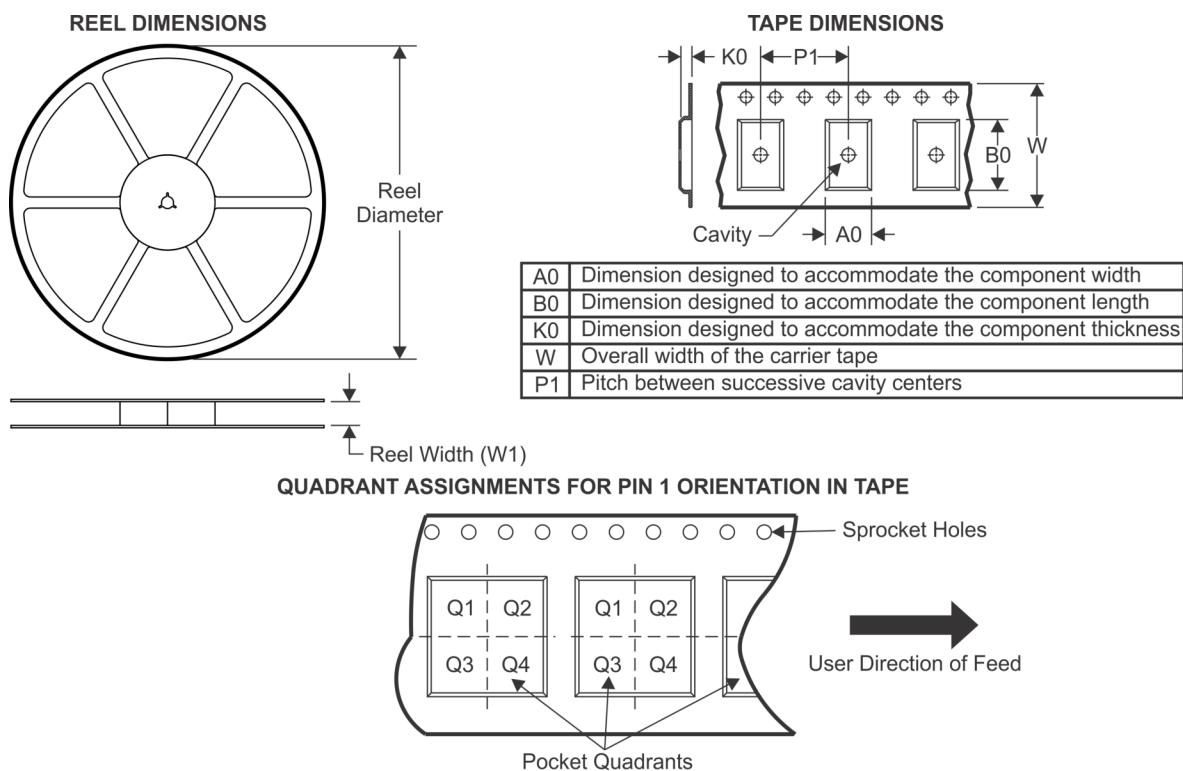 REEL DIMENSIONS
Reel
Diameter
Reel Width (W1)
TAPE DIMENSIONS
K0
P1
B0
W
Cavity
A0
A0 Dimension designed to accommodate the component width
B0 Dimension designed to accommodate the component length
K0 Dimension designed to accommodate the component thickness
W Overall width of the carrier tape
P1 Pitch between successive cavity centers
QUADRANT ASSIGNMENTS FOR PIN 1 ORIENTATION IN TAPE
Sprocket Holes
Q1 Q2 Q1 Q2
Q3 Q4 Q3 Q4
User Direction of Feed
Pocket Quadrants